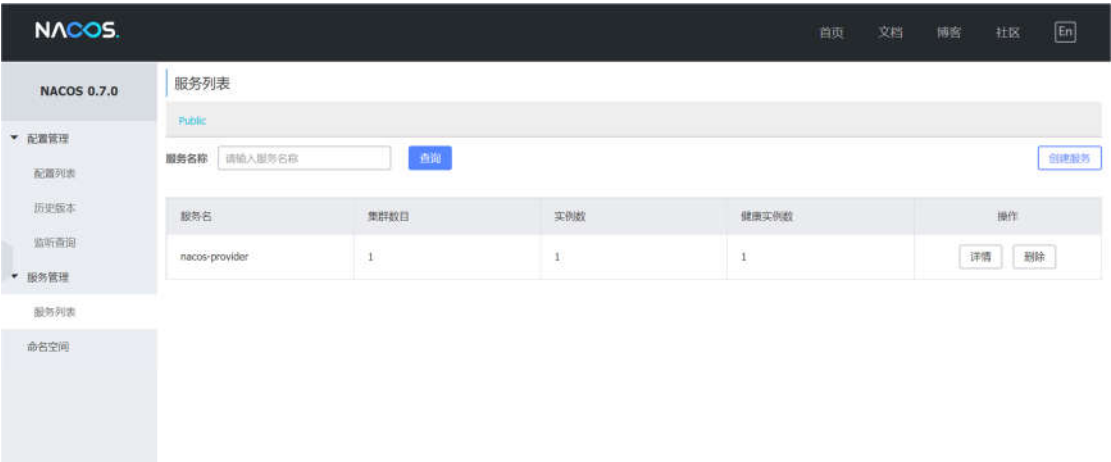 NACOS.
首页 文档 博客 社区 En
NACOS 0.7.0
配置管理
配置列表
历史版本
监听查询
服务管理
服务列表
命名空间
服务列表
Public
服务名称 请输入服务名称 查询 创建服务
服务名 集群数目 实例数 健康实例数 操作
nacos-provider 1 1 1 详情 删除